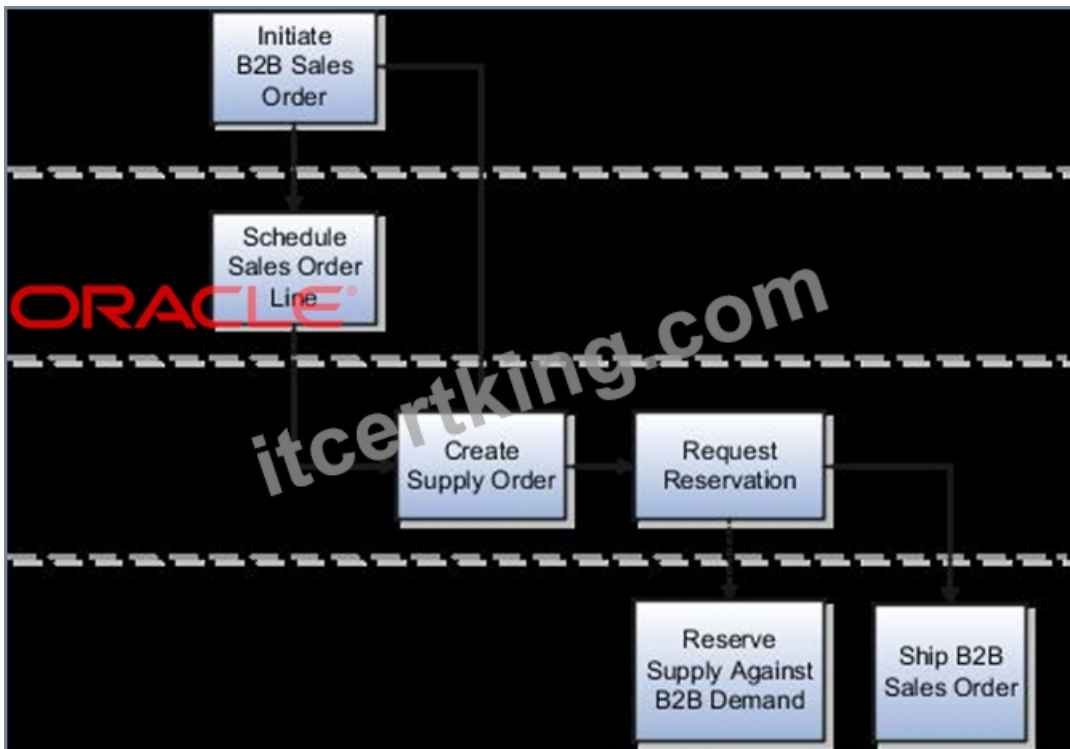 Initiate
B2B Sales
Order
Schedule
Sales Order
Line
ORACLE®
itcertking.com
Create
Supply Order
Request
Reservation
Reserve
Supply Against
B2B Demand
Ship B2B
Sales Order